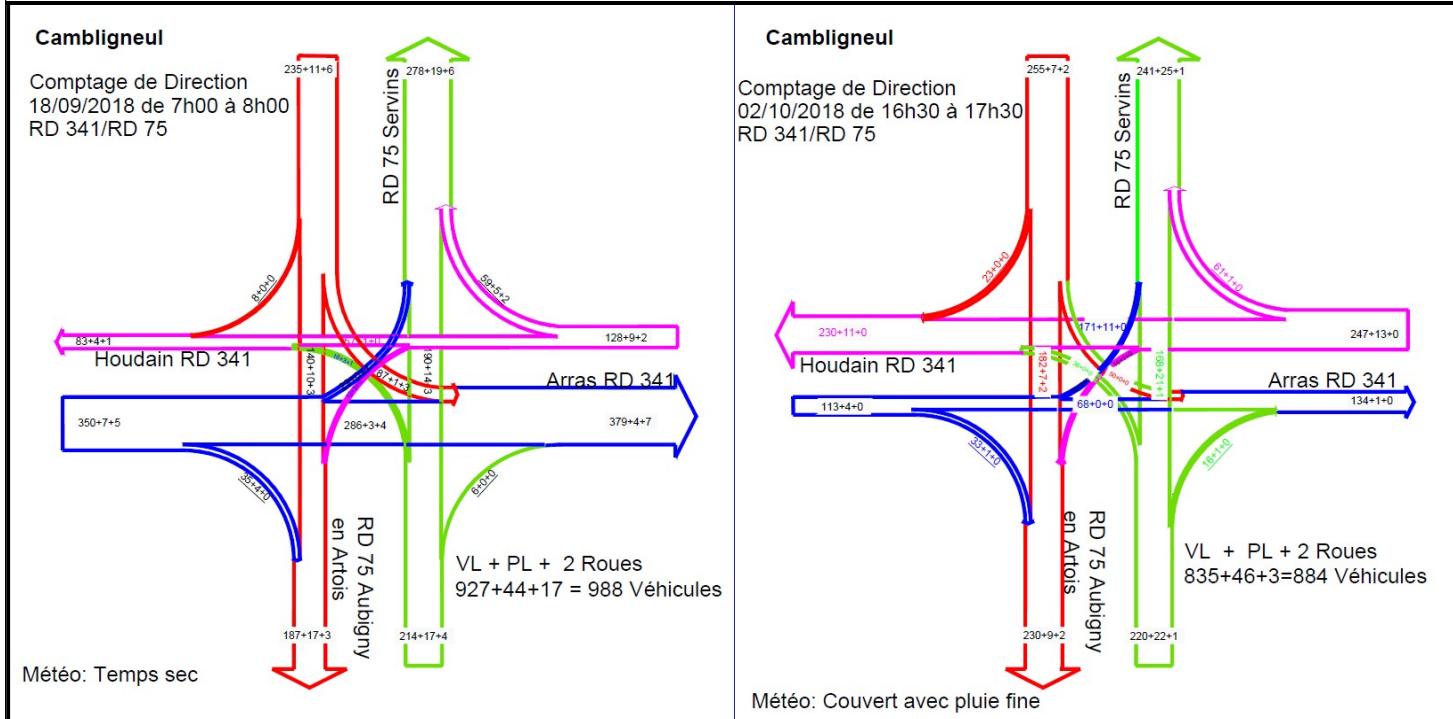 Cambligneul
Comptage de Direction
18/09/2018 de 7h00 à 8h00
RD 341/RD 75
235+11+6
278+19+6
RD 75 Servins
8+0+0
59+5+2
83+4+1
128+9+2
Houdain RD 341
140+10+3
87+1+3
190+14+3
Arras RD 341
350+7+5
286+3+4
379+4+7
35+4+0
6+0+0
RD 75 Aubigny
en Artois
VL + PL + 2 Roues
927+44+17 = 988 Véhicules
187+17+3
214+17+4
Météo: Temps sec
Cambligneul
Comptage de Direction
02/10/2018 de 16h30 à 17h30
RD 341/RD 75
255+7+2
241+25+1
RD 75 Servins
23+0+0
61+1+0
230+11+0
171+11+0
247+13+0
Houdain RD 341
182+7+2
50+0+0
Arras RD 341
113+4+0
68+0+0
134+1+0
33+1+0
16+1+0
RD 75 Aubigny
en Artois
VL + PL + 2 Roues
835+46+3=884 Véhicules
230+9+2
220+22+1
Météo: Couvert avec pluie fine